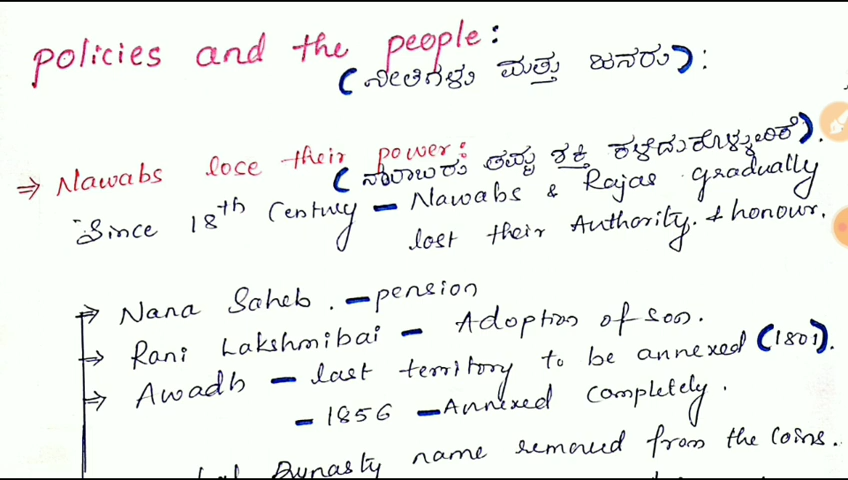 policies and the people:
(ನೀತಿಗಳು ಮತ್ತು ಜನರು):
⇒ Nawabs lose their power:
(ನವಾಬರು ತಮ್ಮ ಶಕ್ತಿ ಕಳೆದುಕೊಳ್ಳುವಿಕೆ).
Since 18th Century – Nawabs & Rajas gradually
lost their Authority. & honour.
⇒ Nana Saheb. – pension
⇒ Rani Lakshmibai – Adoption of son.
⇒ Awadh – last territory to be annexed (1801).
– 1856 – Annexed completely.
Dynasty name removed from the coins.